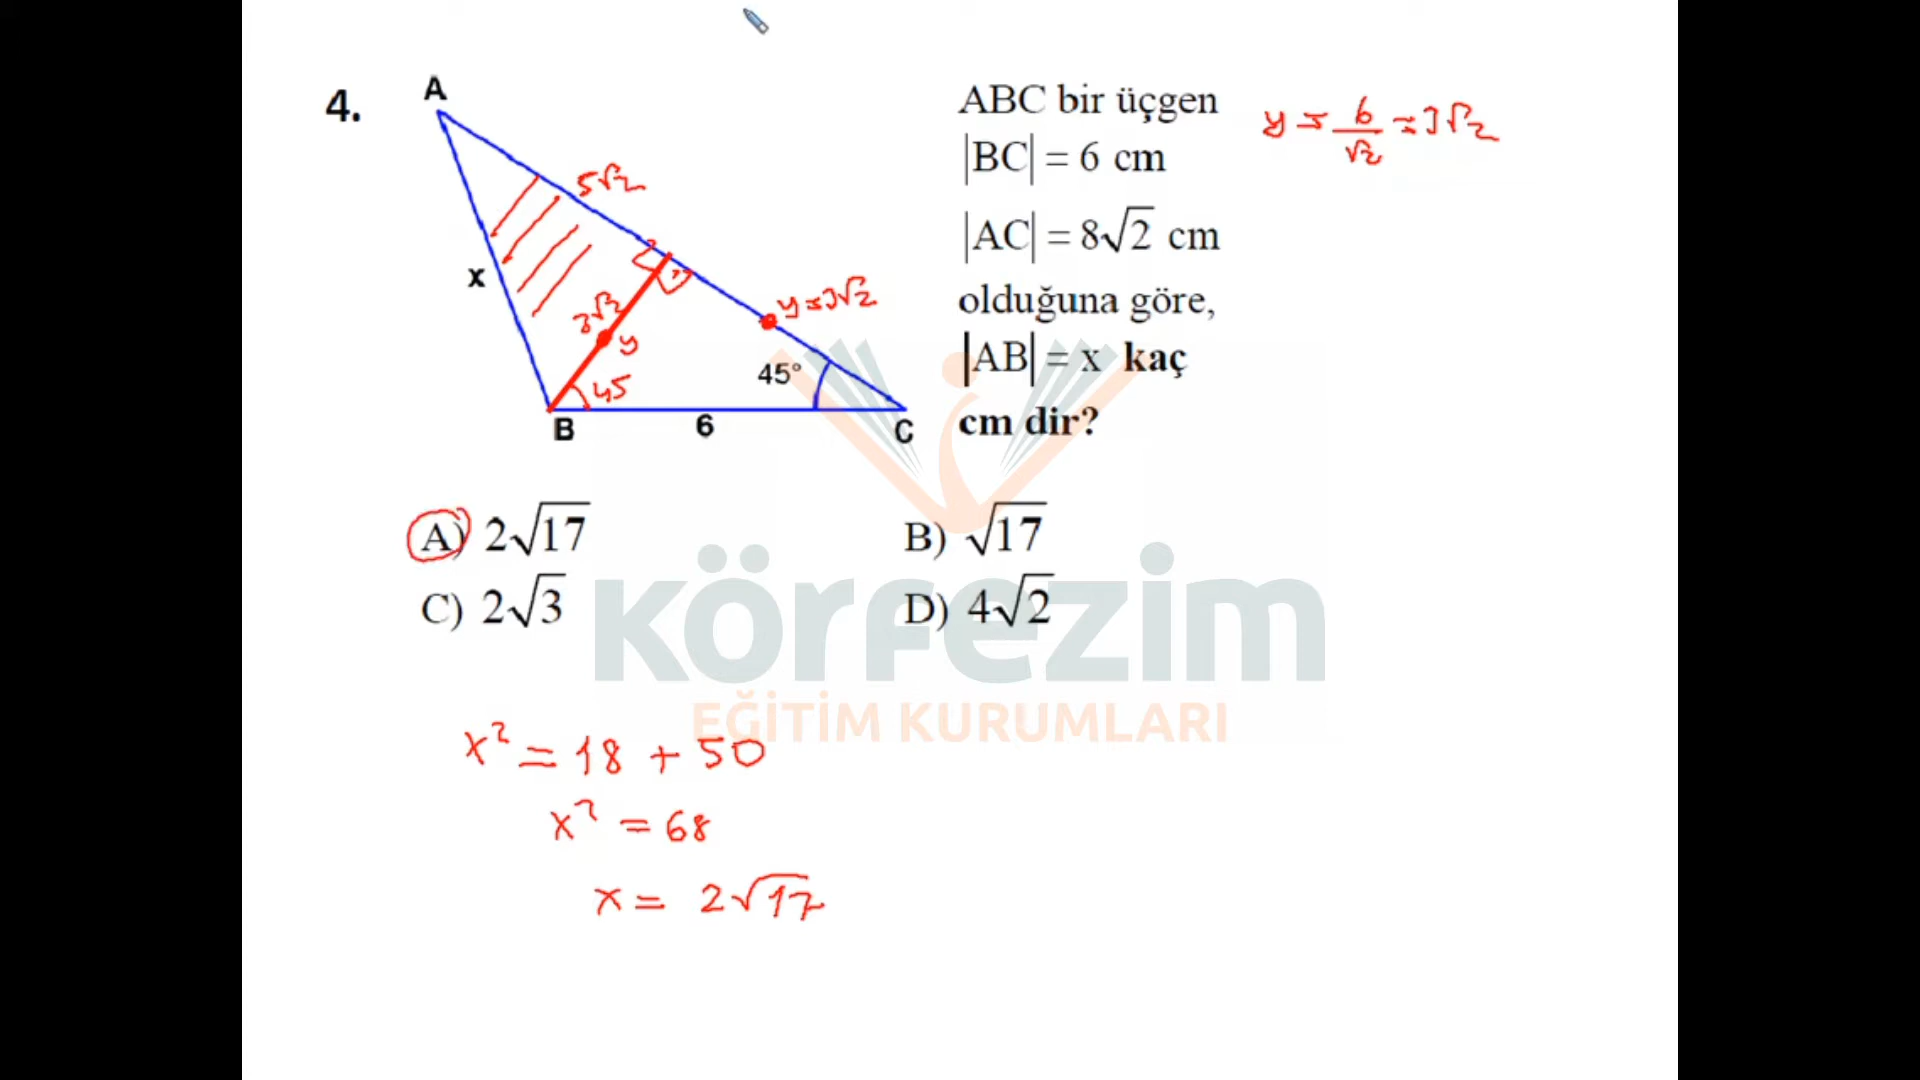 4.
A
ABC bir üçgen
y = 6/√2 = 3√2
|BC| = 6 cm
5√2
|AC| = 8√2 cm
x
olduğuna göre,
3√2
y
y=3√2
45°
|AB| = x kaç
45
B
6
C
cm dir?
A) 2√17
B) √17
C) 2√3
D) 4√2
körfezim
EĞİTİM KURUMLARI
x² = 18 + 50
x² = 68
x = 2√17